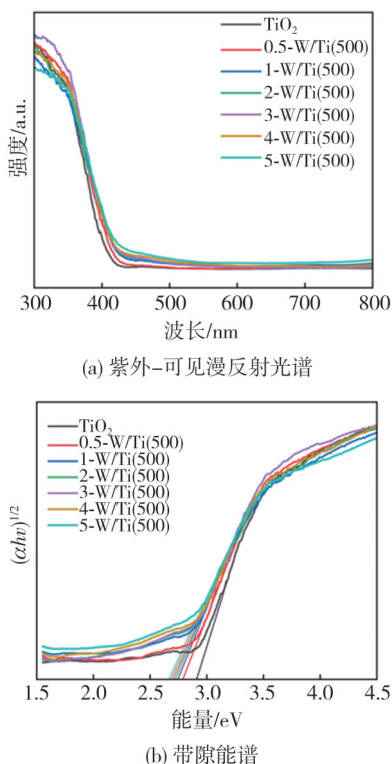 TiO₂
0.5-W/Ti(500)
1-W/Ti(500)
2-W/Ti(500)
3-W/Ti(500)
4-W/Ti(500)
5-W/Ti(500)
强度/a.u.
300 400 500 600 700 800
波长/nm
(a) 紫外-可见漫反射光谱
TiO₂
0.5-W/Ti(500)
1-W/Ti(500)
2-W/Ti(500)
3-W/Ti(500)
4-W/Ti(500)
5-W/Ti(500)
(αhv)^1/2
1.5 2.0 2.5 3.0 3.5 4.0 4.5
能量/eV
(b) 带隙能谱